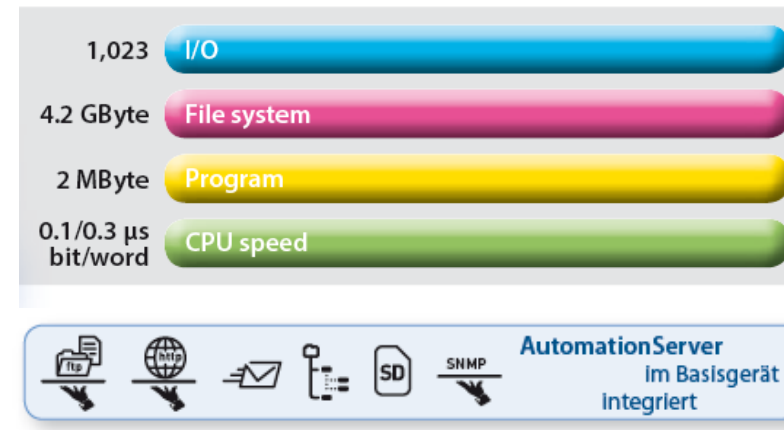 1,023 I/O
4.2 GByte File system
2 MByte Program
0.1/0.3 µs
bit/word CPU speed
ftp http SD SNMP
AutomationServer
im Basisgerät
integriert